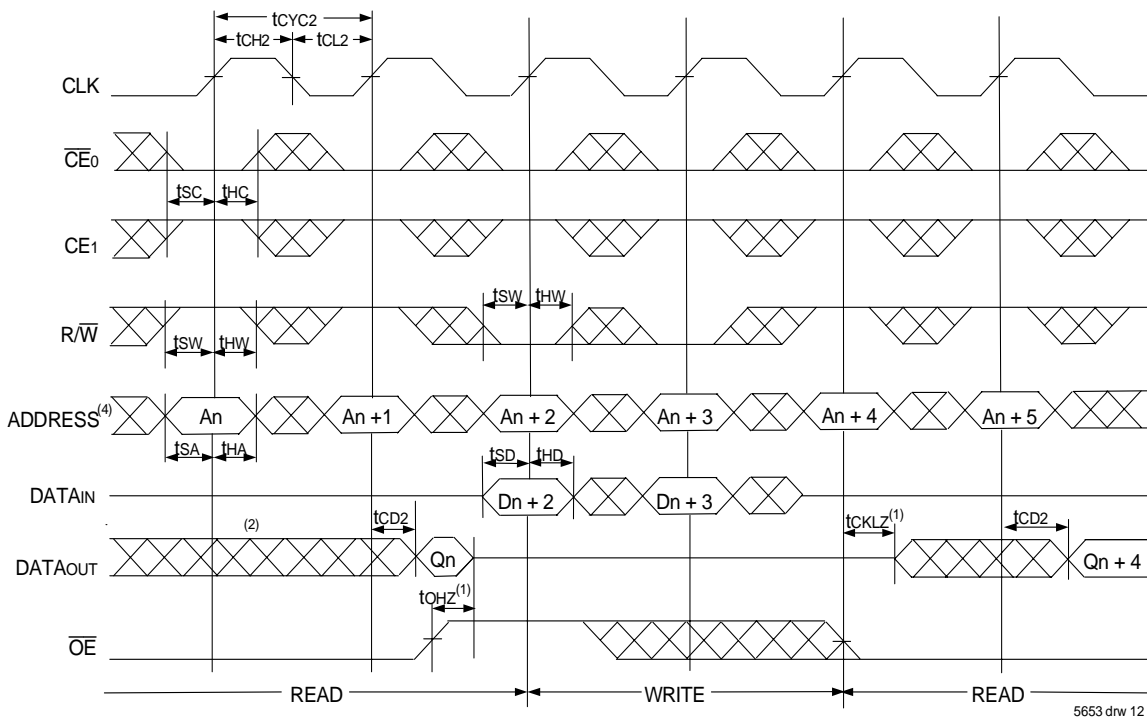 tCYC2
tCH2 tCL2
CLK
CE0
tSC tHC
CE1
tSW tHW
R/W
tSW tHW
ADDRESS(4) An An + 1 An + 2 An + 3 An + 4 An + 5
tSA tHA tSD tHD
DATAIN Dn + 2 Dn + 3
(2) tCD2 tCKLZ(1) tCD2
DATAOUT Qn Qn + 4
tOHZ(1)
OE
READ WRITE READ
5653 drw 12